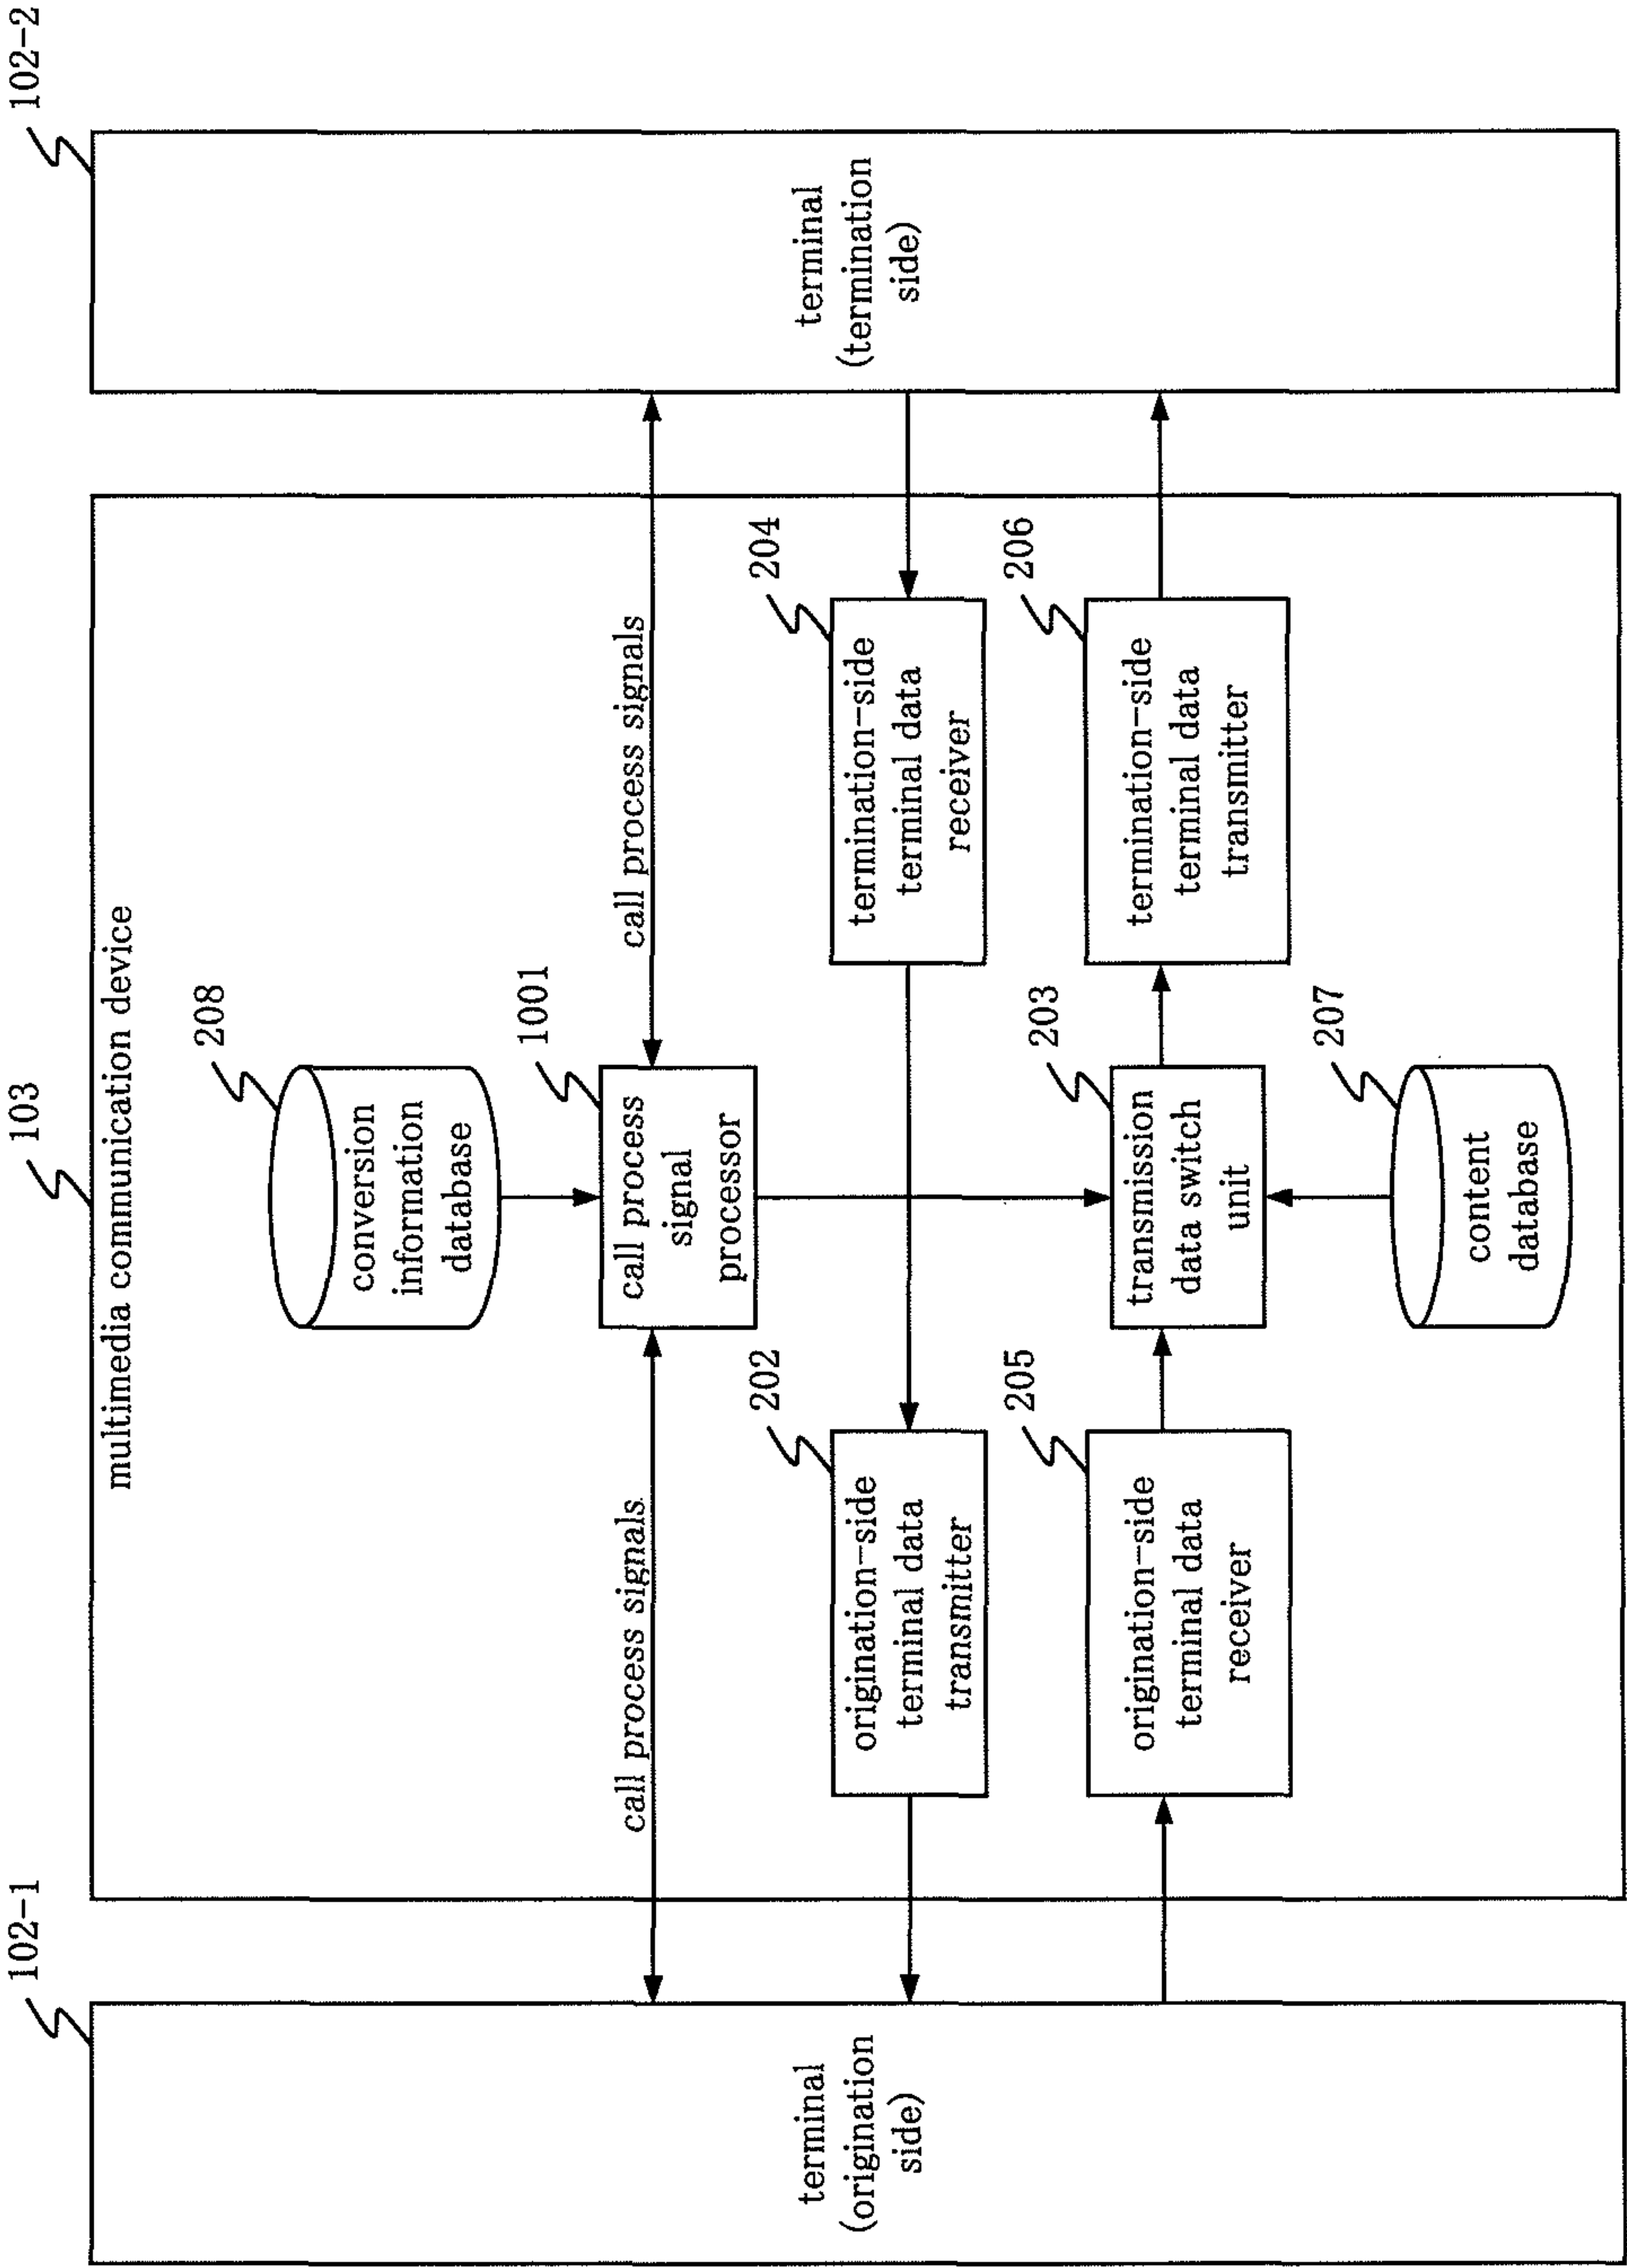 102-1
103
102-2
multimedia communication device
208
conversion
information
database
1001
call process signals
call process
signal
processor
call process signals
terminal
(origination
side)
202
origination-side
terminal data
transmitter
204
termination-side
terminal data
receiver
terminal
(termination
side)
205
origination-side
terminal data
receiver
203
transmission
data switch
unit
206
termination-side
terminal data
transmitter
207
content
database